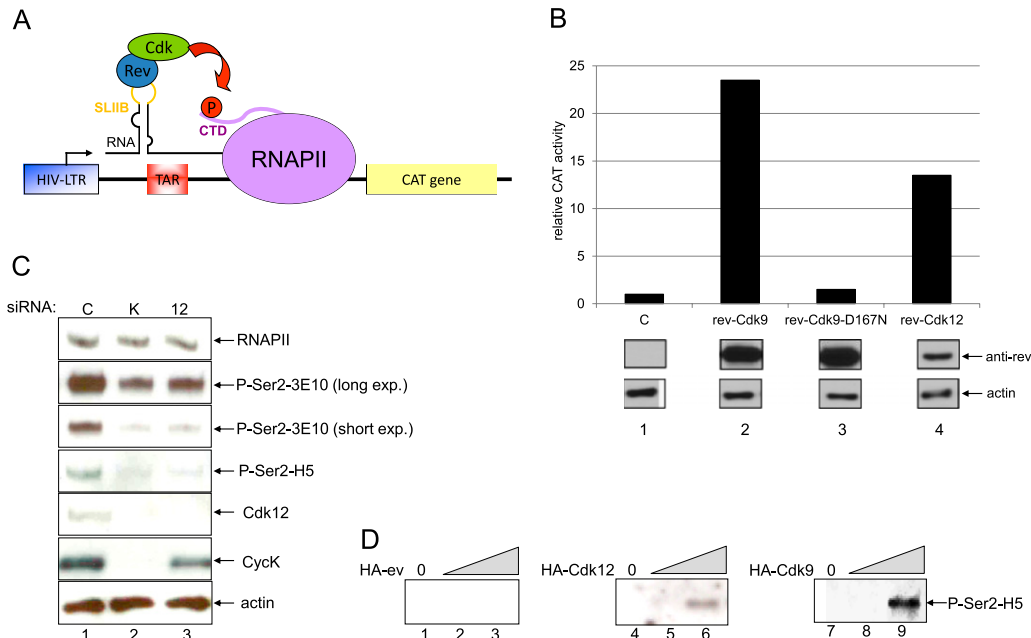 A
Cdk
Rev
SLIIB
P
CTD
RNA
RNAPII
HIV-LTR
TAR
CAT gene
B
relative CAT activity
25
20
15
10
5
0
C rev-Cdk9 rev-Cdk9-D167N rev-Cdk12
anti-rev
actin
1 2 3 4
C
siRNA: C K 12
RNAPII
P-Ser2-3E10 (long exp.)
P-Ser2-3E10 (short exp.)
P-Ser2-H5
Cdk12
CycK
actin
1 2 3
D
HA-ev 0
1 2 3
HA-Cdk12 0
4 5 6
HA-Cdk9 0
P-Ser2-H5
7 8 9